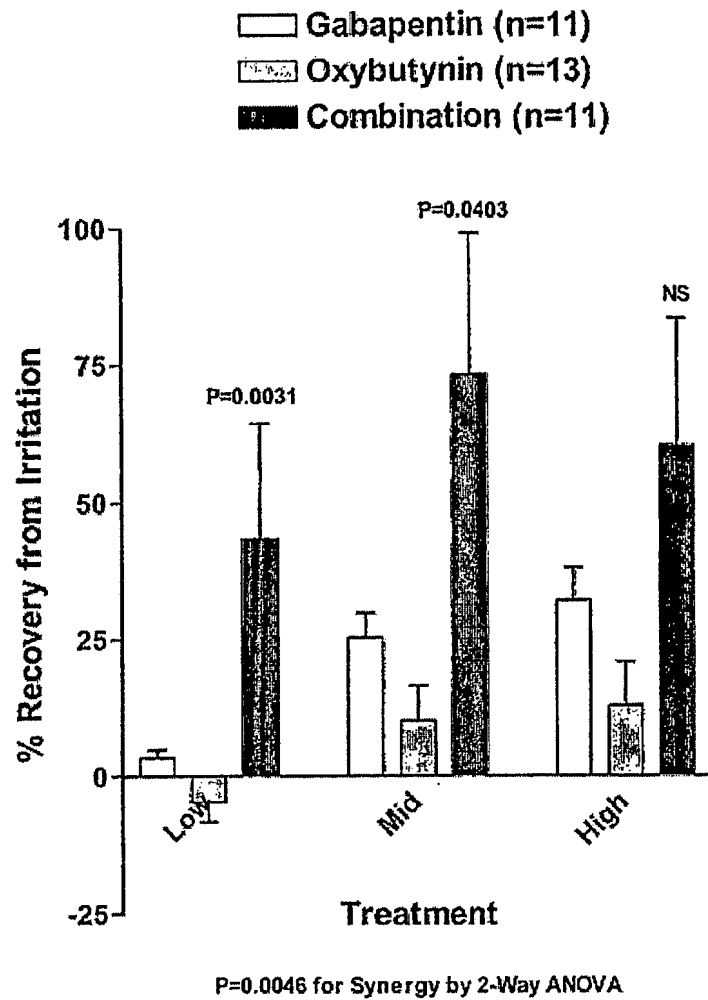 Gabapentin (n=11)
Oxybutynin (n=13)
Combination (n=11)
P=0.0403
100
NS
75
P=0.0031
% Recovery from Irritation
50
25
0
Low
Mid
High
-25
Treatment
P=0.0046 for Synergy by 2-Way ANOVA